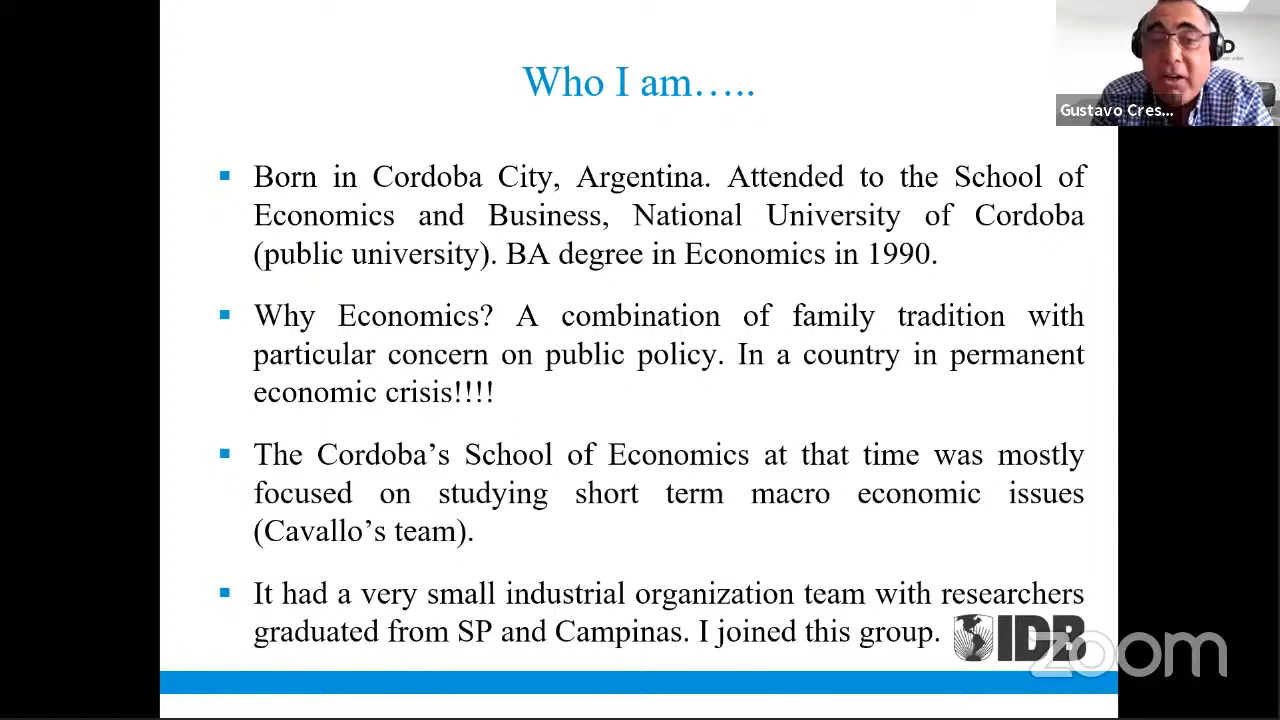 Who I am…..
Gustavo Cres...
▪ Born in Cordoba City, Argentina. Attended to the School of
Economics and Business, National University of Cordoba
(public university). BA degree in Economics in 1990.
▪ Why Economics? A combination of family tradition with
particular concern on public policy. In a country in permanent
economic crisis!!!!
▪ The Cordoba’s School of Economics at that time was mostly
focused on studying short term macro economic issues
(Cavallo’s team).
▪ It had a very small industrial organization team with researchers
graduated from SP and Campinas. I joined this group.
IDB
zoom